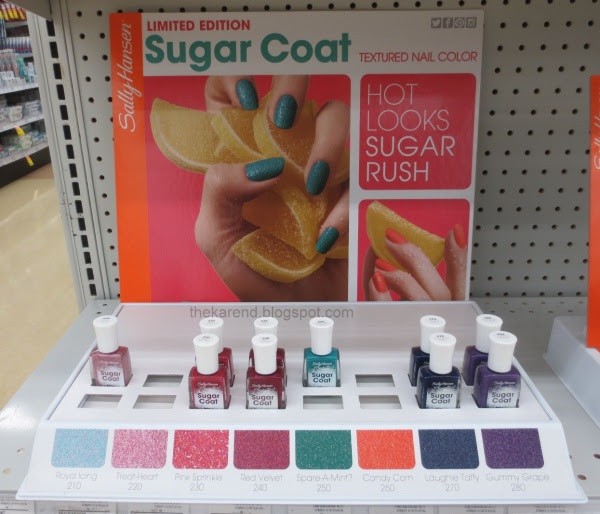 LIMITED EDITION
Sugar Coat
TEXTURED NAIL COLOR
Sally Hansen
HOT
LOOKS
SUGAR
RUSH
thekarend.blogspot.com
Sugar Coat
Sugar Coat
Sugar Coat
Sugar Coat
Sugar Coat
Sugar Coat
Royal Icing
210
Treat-Heart
220
Pink Sprinkle
230
Red Velvet
240
Spare-A-Mint?
250
Candy Corn
260
Laughie Taffy
270
Gummy Grape
280